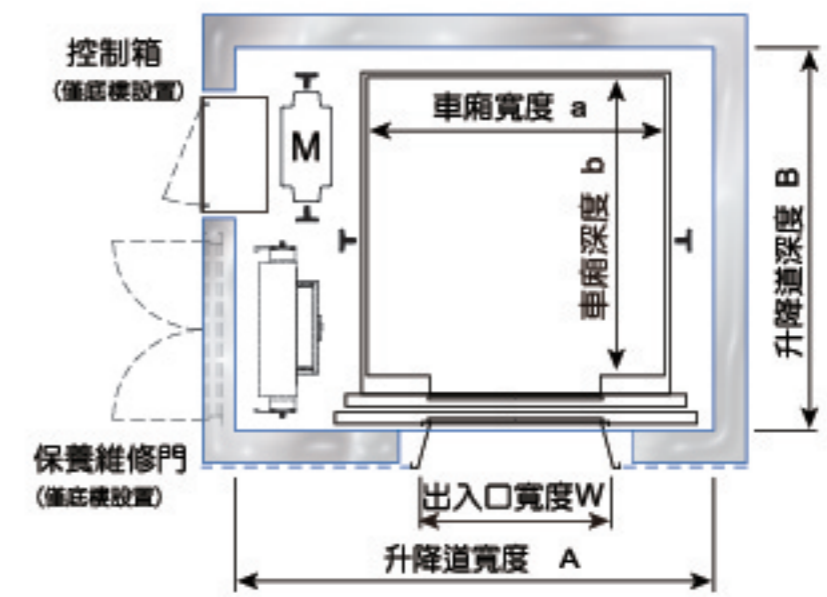 控制箱
(僅底樓設置)
M
車廂寬度 a
車廂深度 b
升降道深度 B
保養維修門
(僅底樓設置)
出入口寬度W
升降道寬度 A